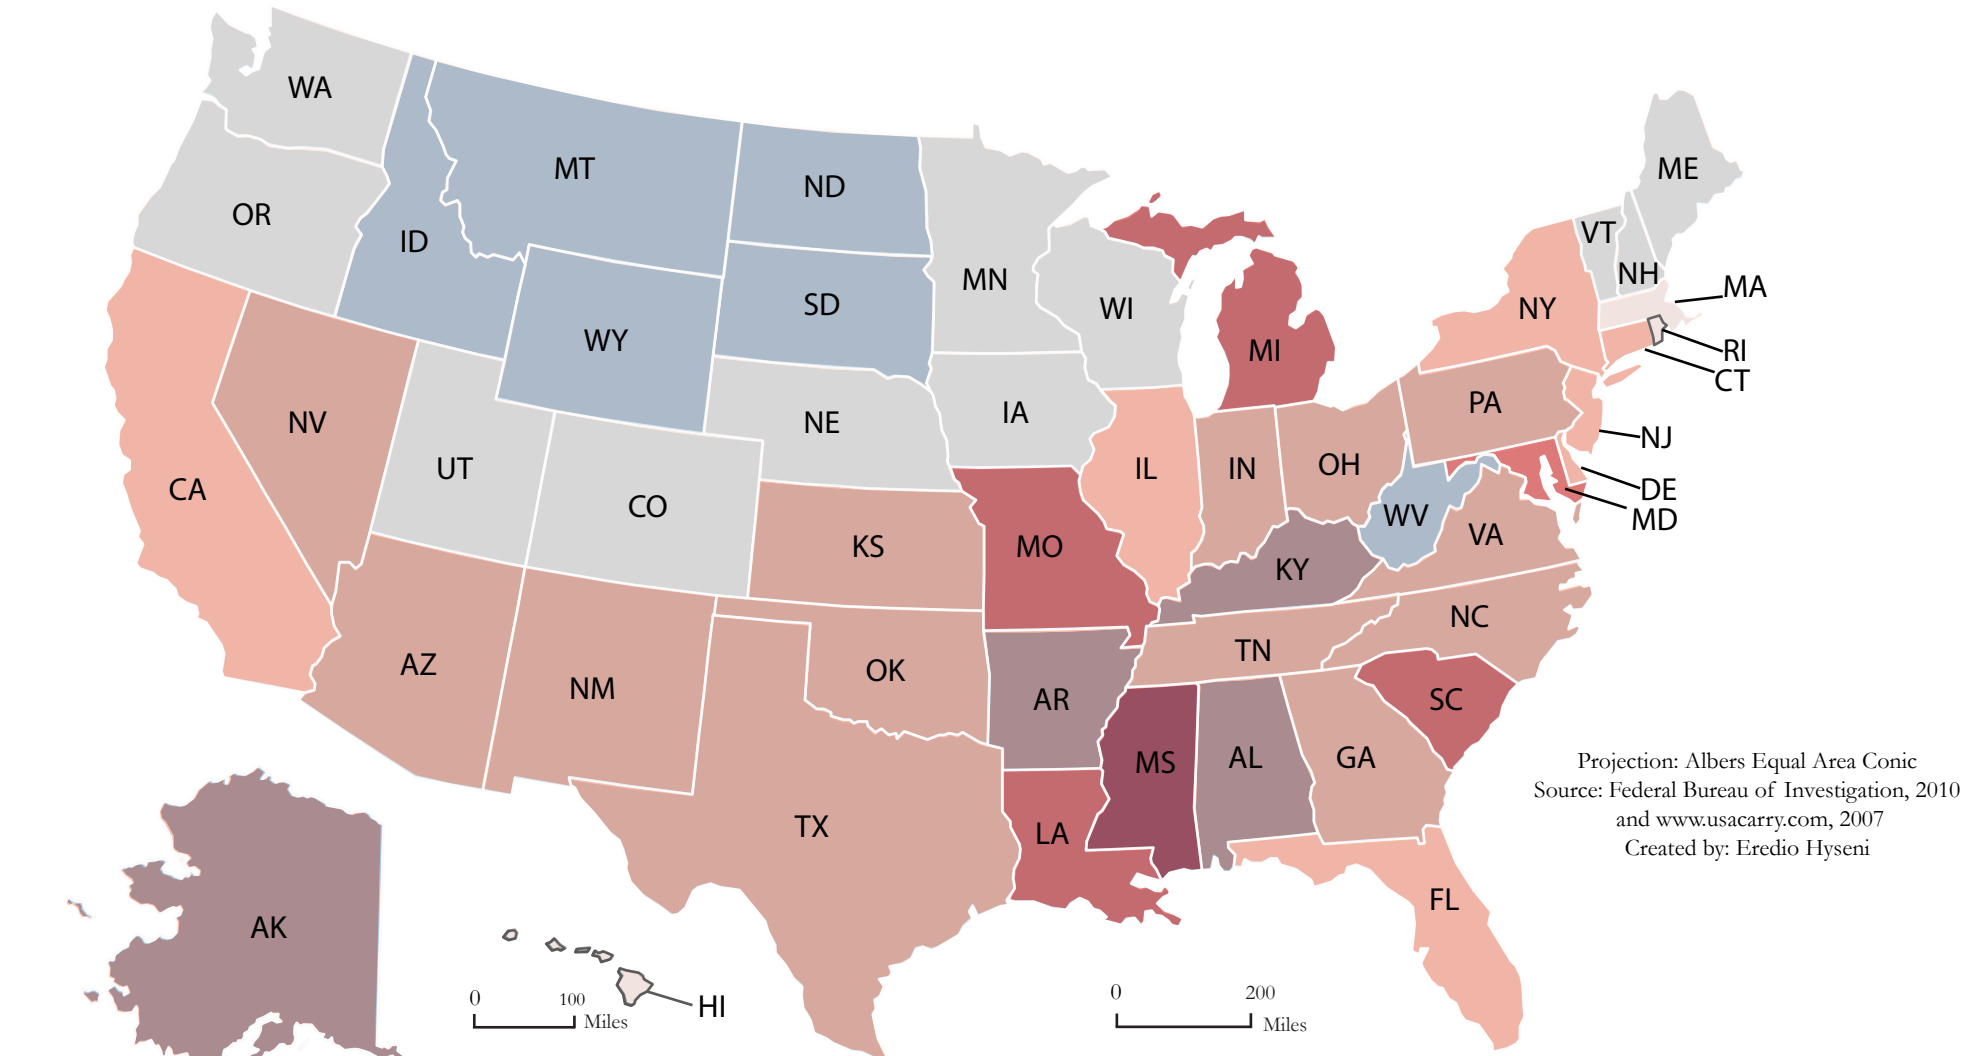 WA
ME
MT
VT
ND
OR
ID
NH
MN
MA
SD
WI
NY
WY
MI
RI
CT
PA
IA
NE
NV
NJ
UT
IL
IN
OH
CA
DE
CO
WV
MD
VA
KS
MO
KY
NC
TN
AZ
OK
NM
AR
SC
MS
AL
GA
Projection: Albers Equal Area Conic
Source: Federal Bureau of Investigation, 2010
and www.usacarry.com, 2007
Created by: Eredio Hyseni
TX
LA
FL
AK
0 100
Miles
HI
0 200
Miles